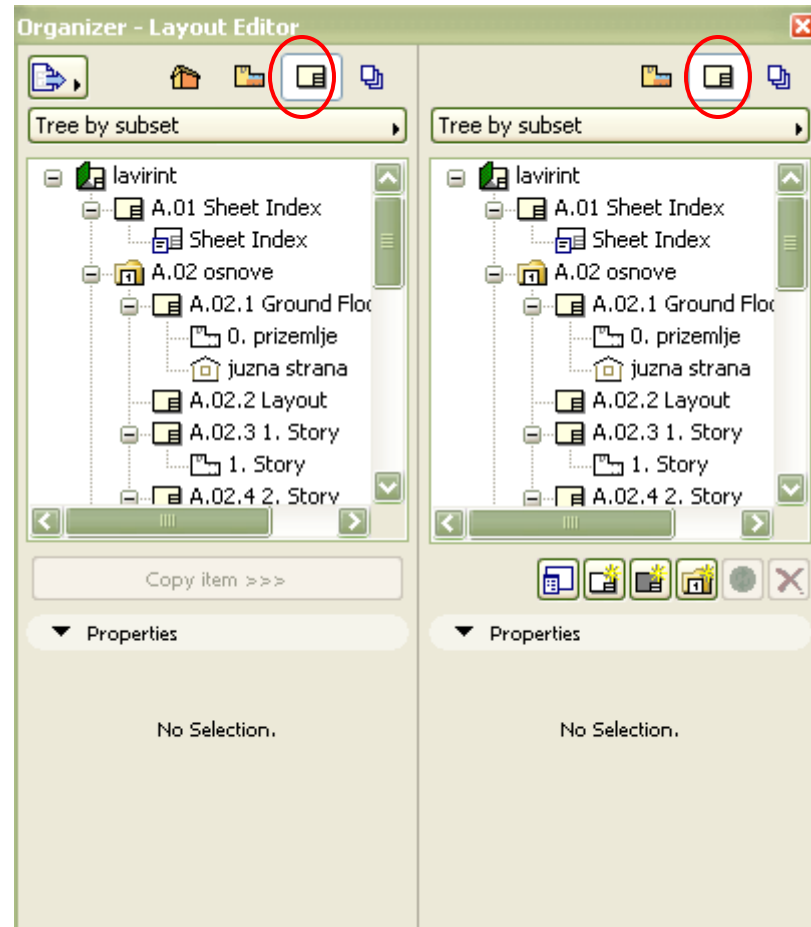 Organizer - Layout Editor
Tree by subset
lavirint
A.01 Sheet Index
Sheet Index
A.02 osnove
A.02.1 Ground Floo
0. prizemlje
juzna strana
A.02.2 Layout
A.02.3 1. Story
1. Story
A.02.4 2. Story
Copy item >>>
Properties
No Selection.
Tree by subset
lavirint
A.01 Sheet Index
Sheet Index
A.02 osnove
A.02.1 Ground Floo
0. prizemlje
juzna strana
A.02.2 Layout
A.02.3 1. Story
1. Story
A.02.4 2. Story
Properties
No Selection.